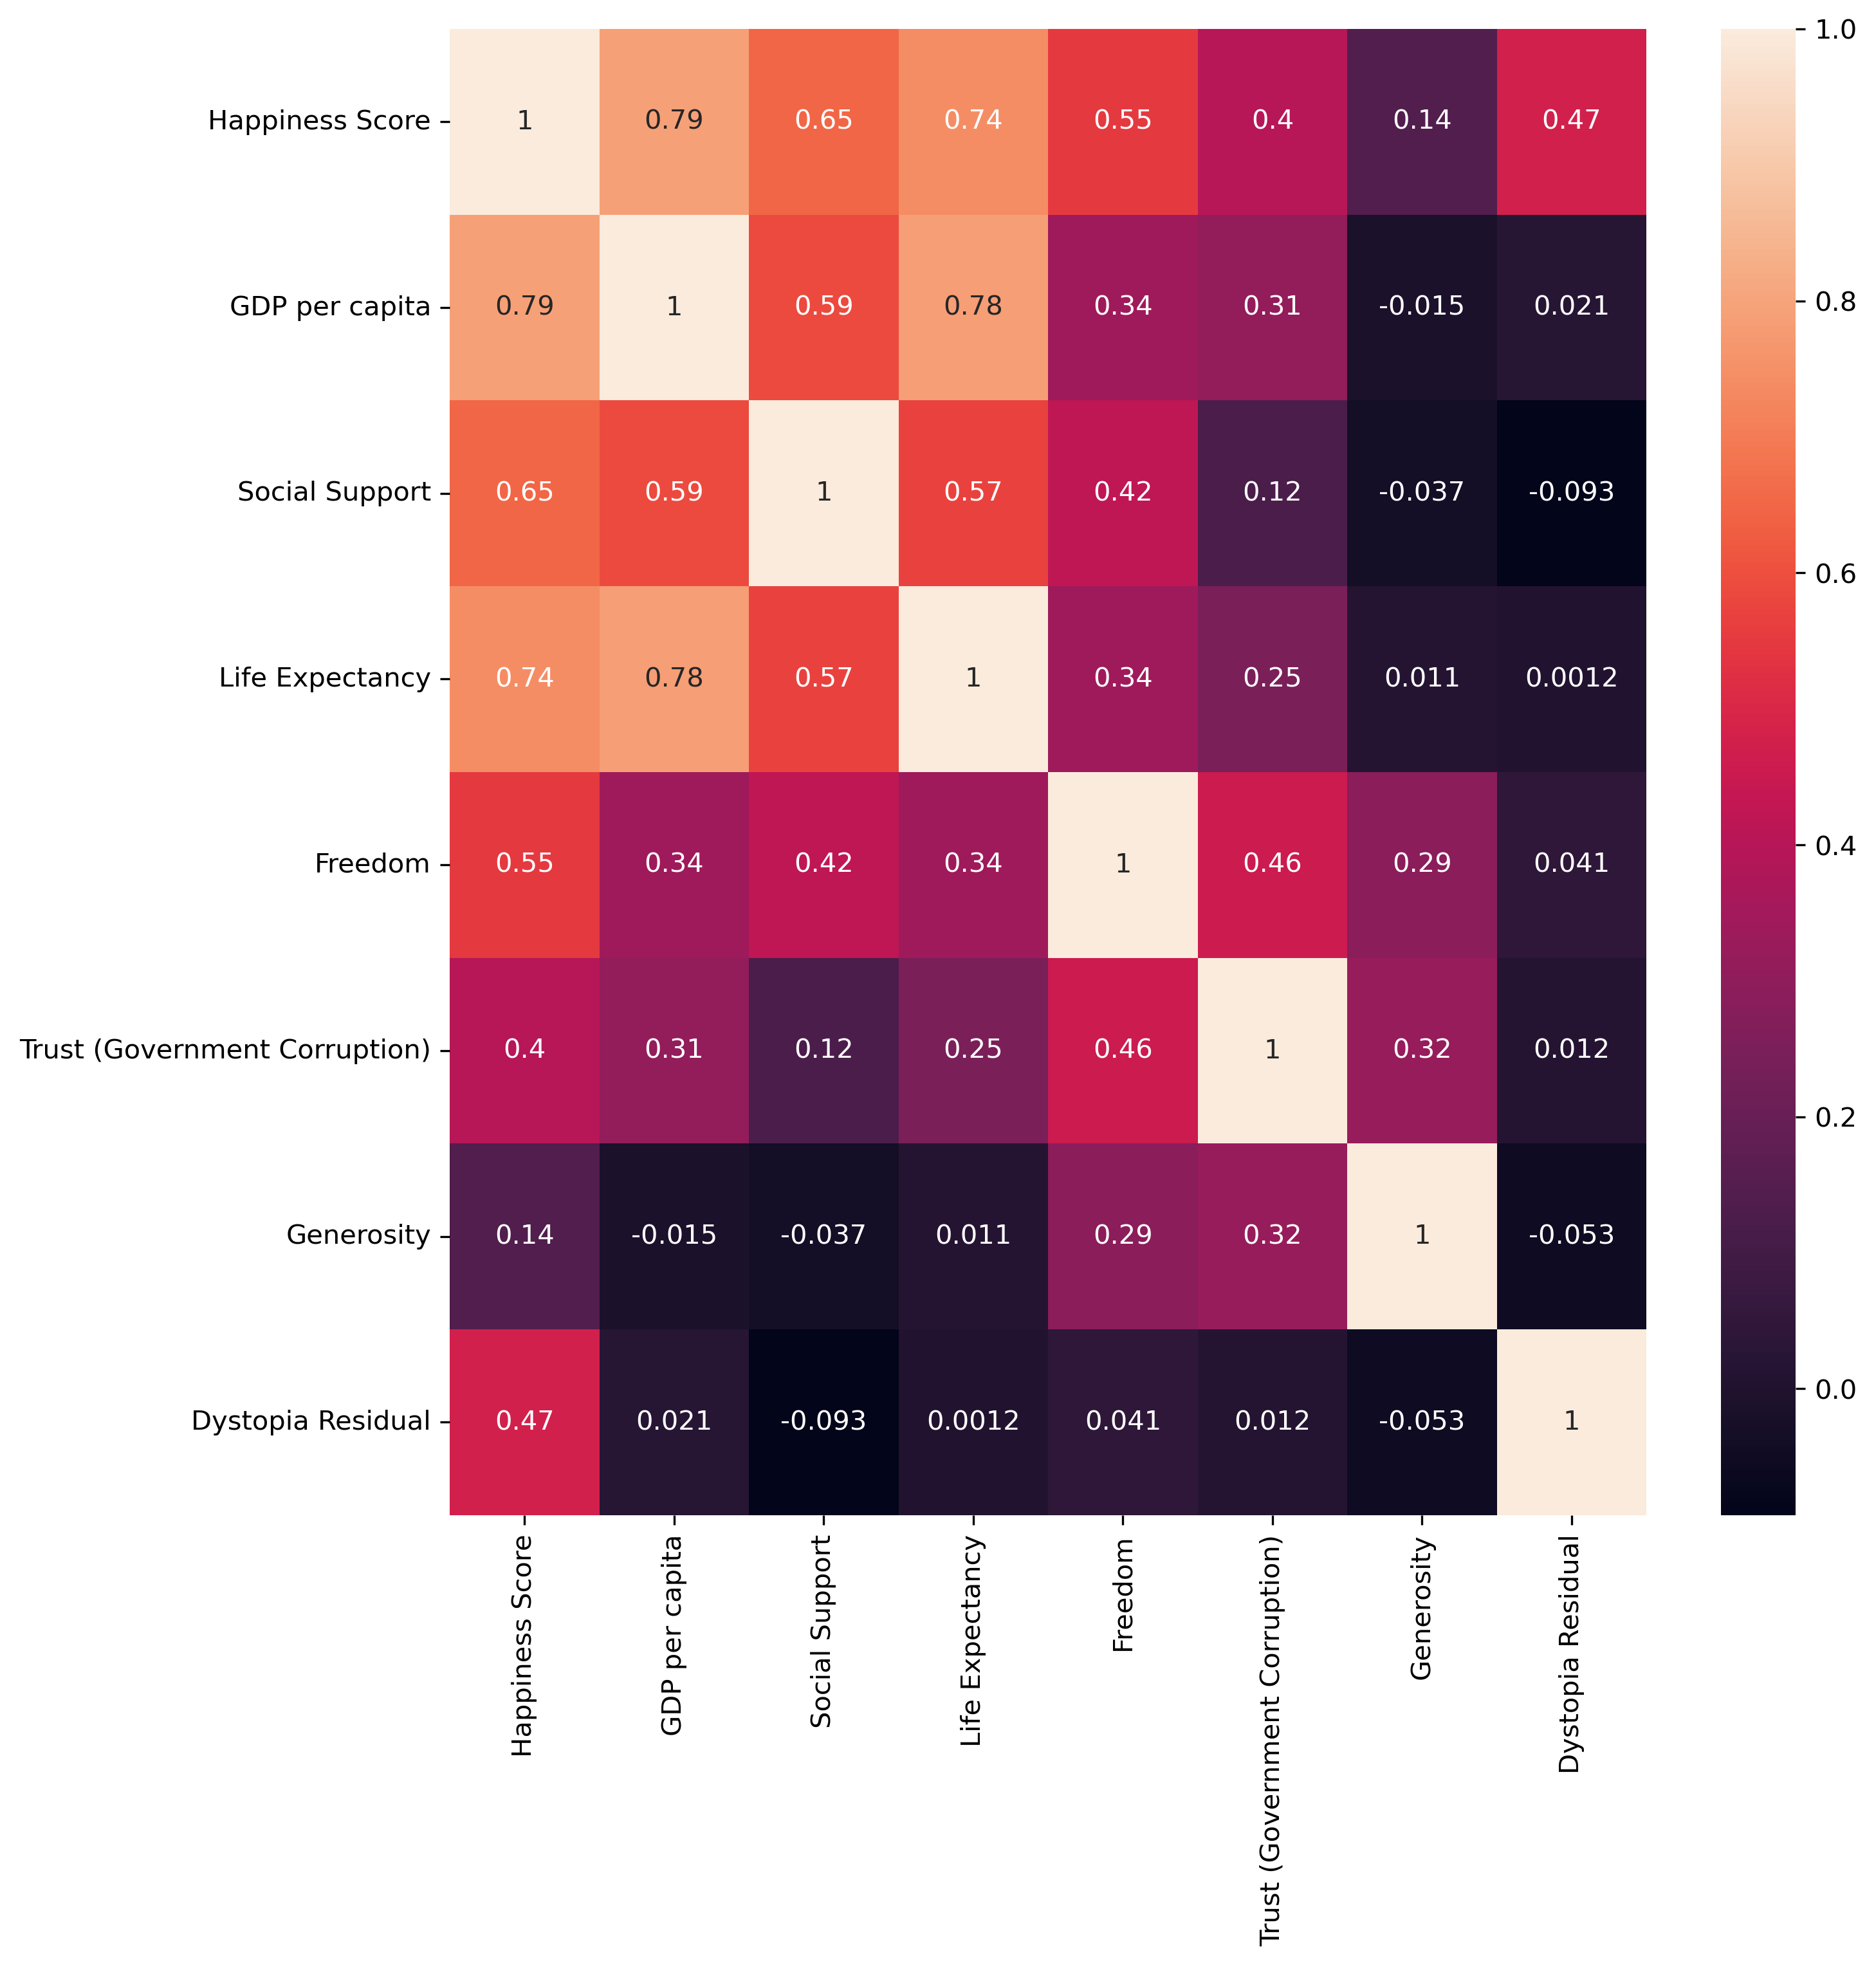 Happiness Score 1 0.79 0.65 0.74 0.55 0.4 0.14 0.47
GDP per capita 0.79 1 0.59 0.78 0.34 0.31 -0.015 0.021
Social Support 0.65 0.59 1 0.57 0.42 0.12 -0.037 -0.093
Life Expectancy 0.74 0.78 0.57 1 0.34 0.25 0.011 0.0012
Freedom 0.55 0.34 0.42 0.34 1 0.46 0.29 0.041
Trust (Government Corruption) 0.4 0.31 0.12 0.25 0.46 1 0.32 0.012
Generosity 0.14 -0.015 -0.037 0.011 0.29 0.32 1 -0.053
Dystopia Residual 0.47 0.021 -0.093 0.0012 0.041 0.012 -0.053 1
Happiness Score
GDP per capita
Social Support
Life Expectancy
Freedom
Trust (Government Corruption)
Generosity
Dystopia Residual
1.0
0.8
0.6
0.4
0.2
0.0